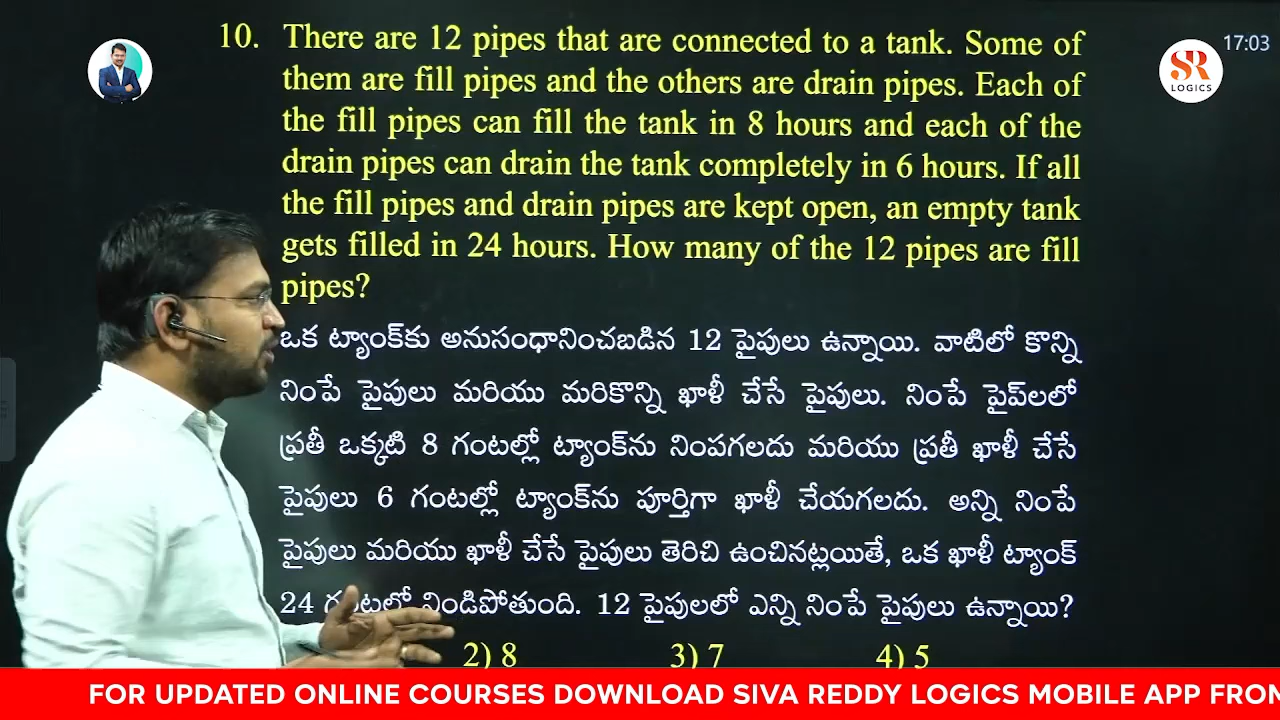 10. There are 12 pipes that are connected to a tank. Some of
them are fill pipes and the others are drain pipes. Each of
the fill pipes can fill the tank in 8 hours and each of the
drain pipes can drain the tank completely in 6 hours. If all
the fill pipes and drain pipes are kept open, an empty tank
gets filled in 24 hours. How many of the 12 pipes are fill
pipes?
SR
LOGICS
17:03
ఒక ట్యాంక్‌కు అనుసంధానించబడిన 12 పైపులు ఉన్నాయి. వాటిలో కొన్ని
నింపే పైపులు మరియు మరికొన్ని ఖాళీ చేసే పైపులు. నింపే పైప్‌లలో
ప్రతీ ఒక్కటి 8 గంటల్లో ట్యాంక్‌ను నింపగలదు మరియు ప్రతీ ఖాళీ చేసే
పైపులు 6 గంటల్లో ట్యాంక్‌ను పూర్తిగా ఖాళీ చేయగలదు. అన్ని నింపే
పైపులు మరియు ఖాళీ చేసే పైపులు తెరిచి ఉంచినట్లయితే, ఒక ఖాళీ ట్యాంక్
24 గంటల్లో నిండిపోతుంది. 12 పైపులలో ఎన్ని నింపే పైపులు ఉన్నాయి?
2) 8 3) 7 4) 5
FOR UPDATED ONLINE COURSES DOWNLOAD SIVA REDDY LOGICS MOBILE APP FROM